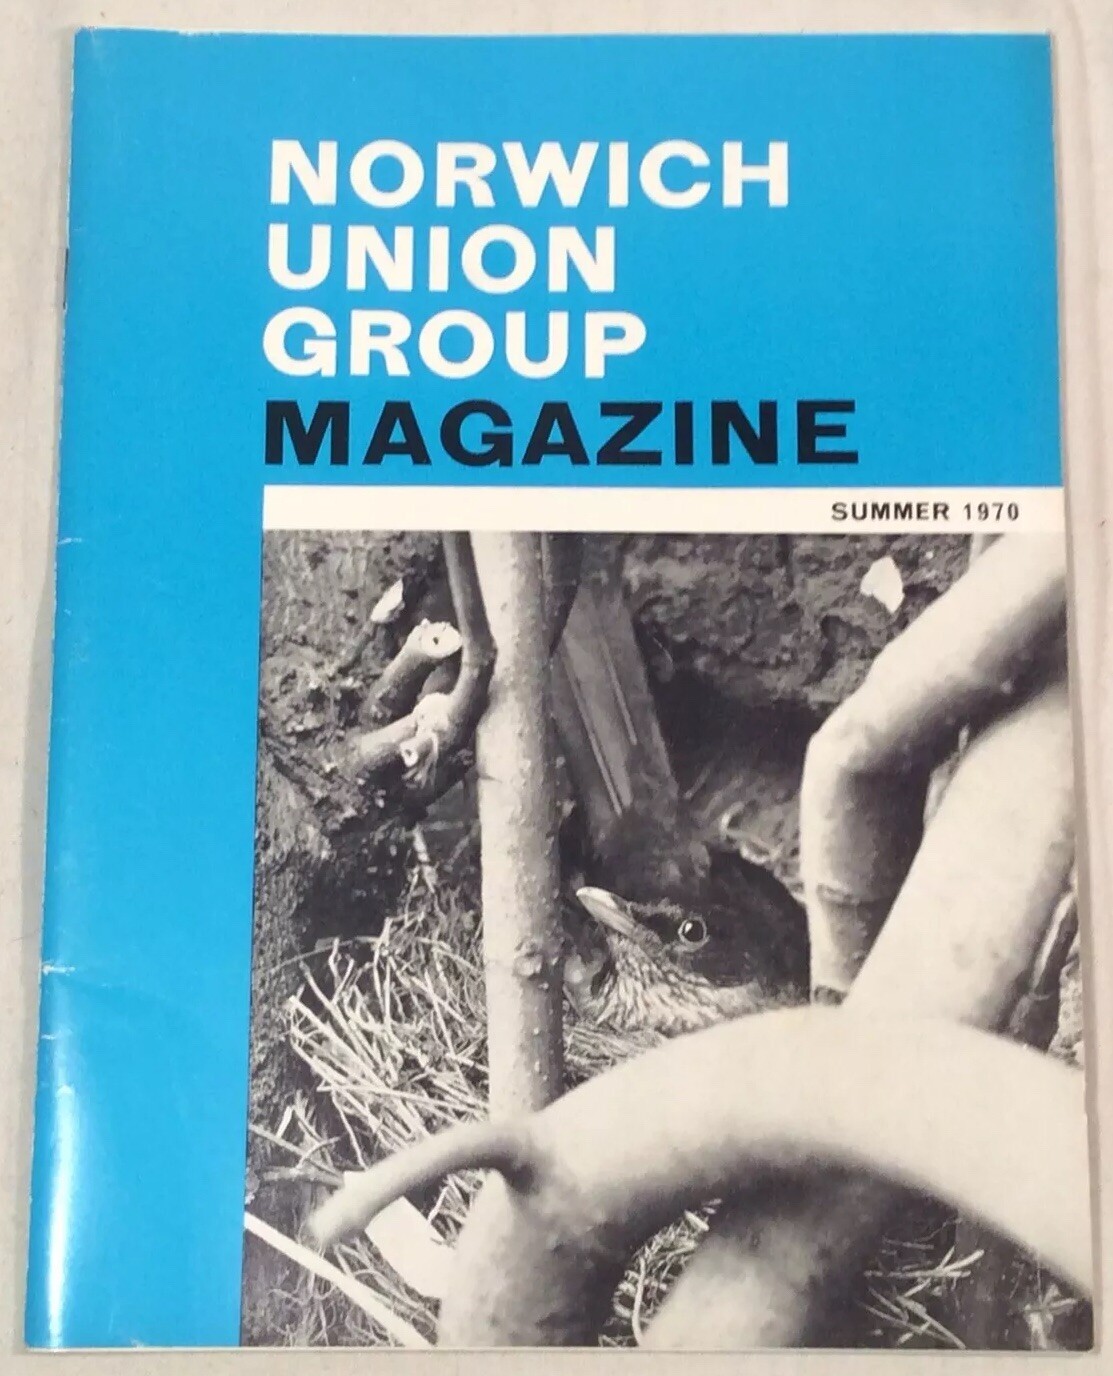 NORWICH
UNION
GROUP
MAGAZINE
SUMMER 1970